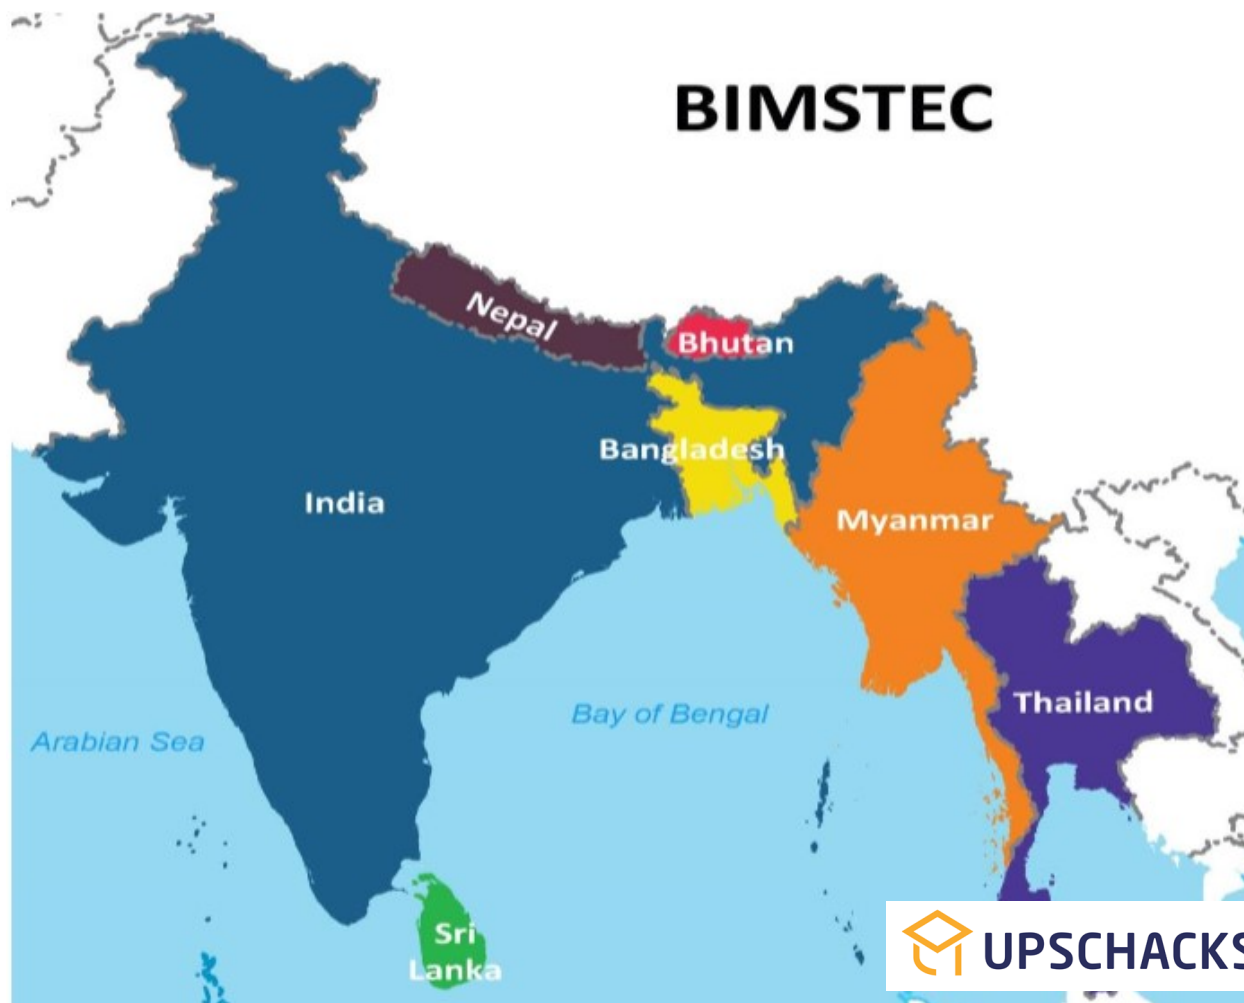 BIMSTEC
Nepal
Bhutan
Bangladesh
India
Myanmar
Thailand
Bay of Bengal
Arabian Sea
Sri
Lanka
UPSCHACKS